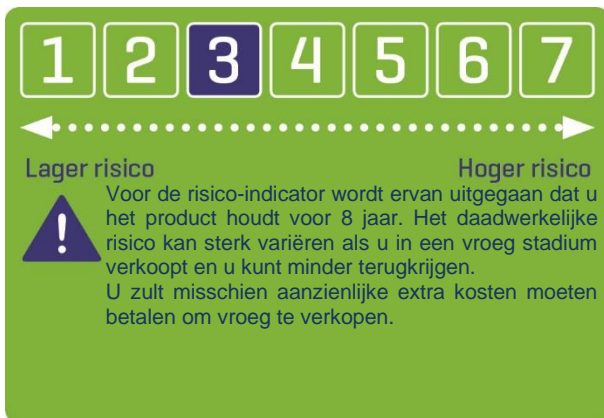 1 2 3 4 5 6 7
Lager risico Hoger risico
!
Voor de risico-indicator wordt ervan uitgegaan dat u
het product houdt voor 8 jaar. Het daadwerkelijke
risico kan sterk variëren als u in een vroeg stadium
verkoopt en u kunt minder terugkrijgen.
U zult misschien aanzienlijke extra kosten moeten
betalen om vroeg te verkopen.